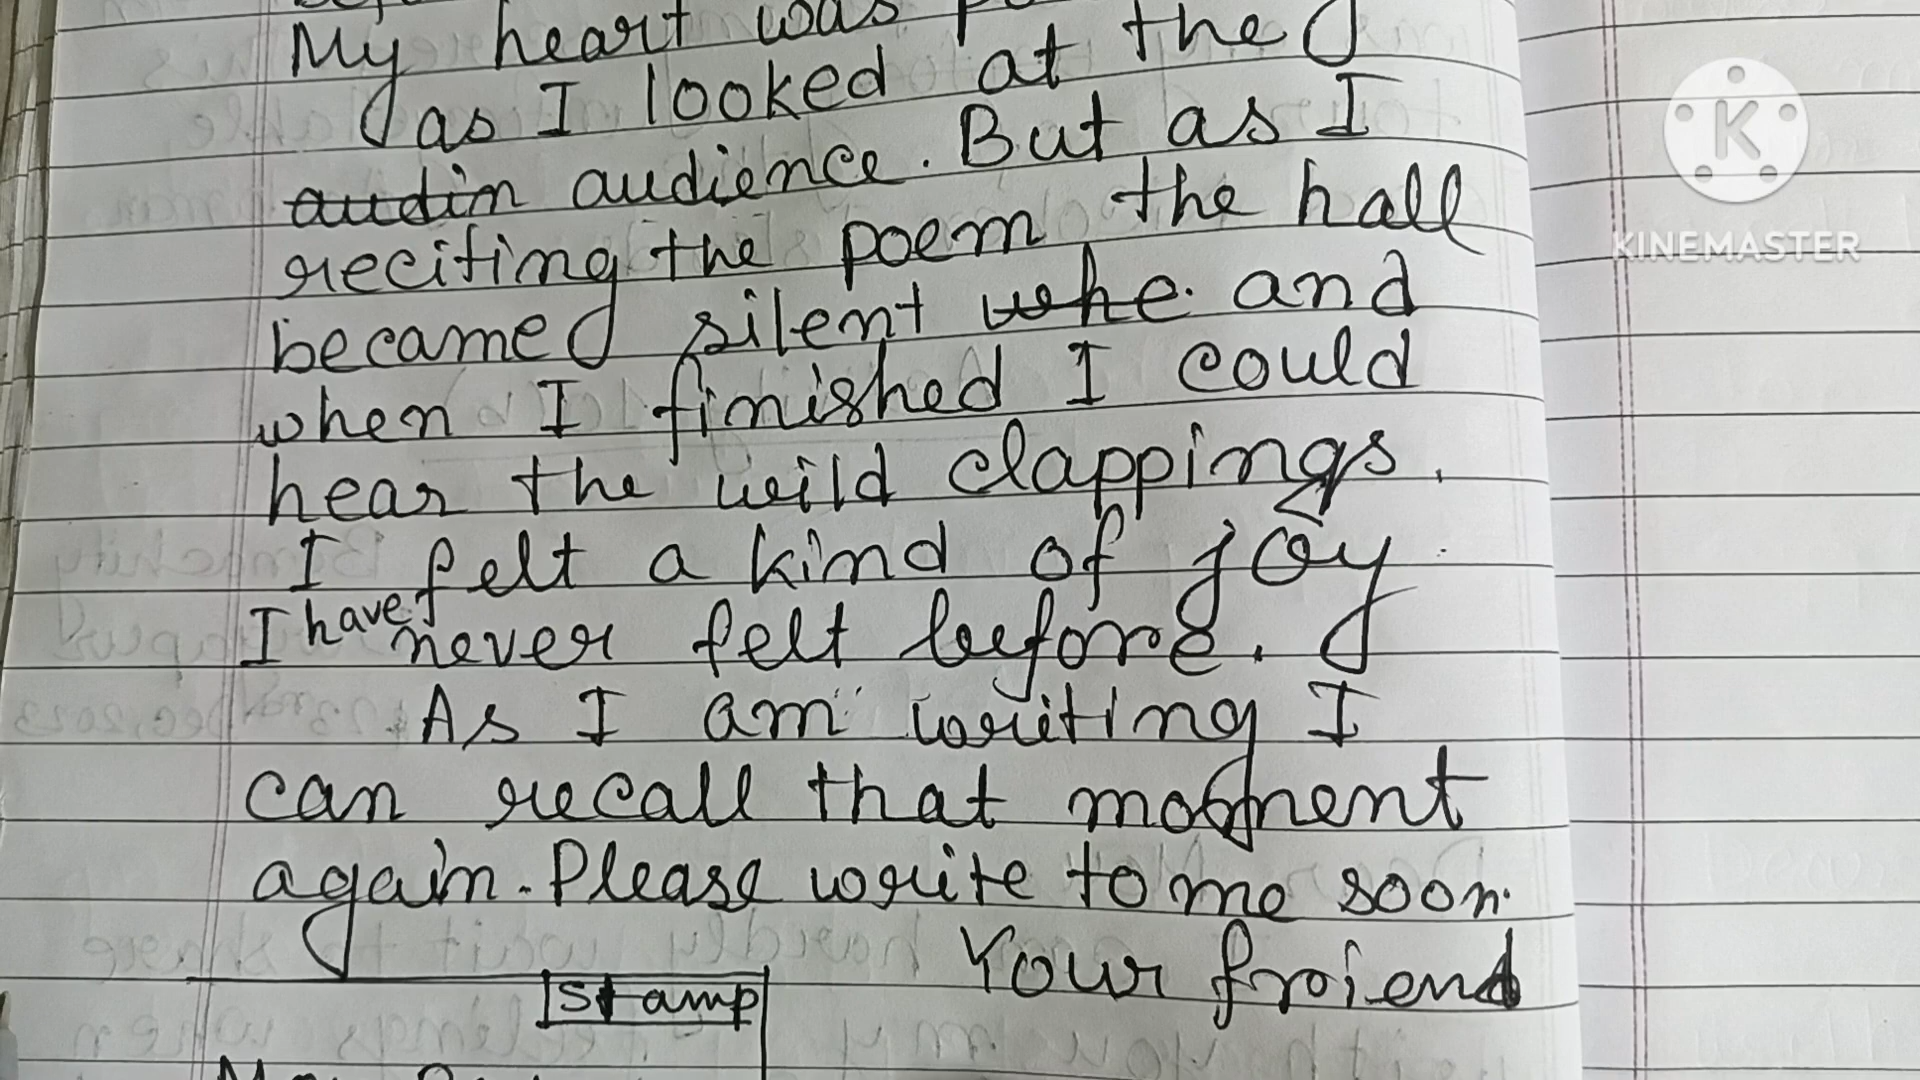 My heart was
as I looked at the
audience. But as I
reciting the poem the hall
became silent and
when I finished I could
hear the wild clappings.
I felt a kind of joy
I have never felt before.
As I am writing I
can recall that moment
again. Please write to me soon.
Your friend
Stamp
K
KINEMASTER